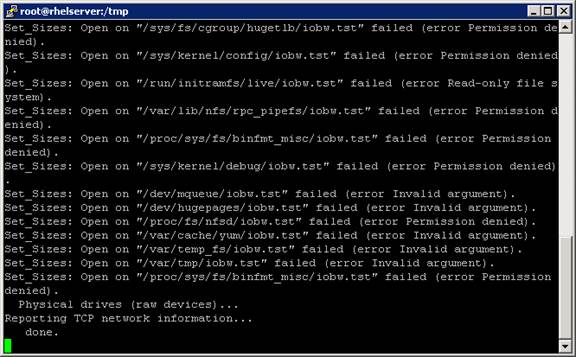 root@rhelserver:/tmp
Set_Sizes: Open on "/sys/fs/cgroup/hugetlb/iobw.tst" failed (error Permission de
nied).
Set_Sizes: Open on "/sys/kernel/config/iobw.tst" failed (error Permission denied
).
Set_Sizes: Open on "/run/initramfs/live/iobw.tst" failed (error Read-only file s
ystem).
Set_Sizes: Open on "/var/lib/nfs/rpc_pipefs/iobw.tst" failed (error Permission d
enied).
Set_Sizes: Open on "/proc/sys/fs/binfmt_misc/iobw.tst" failed (error Permission
denied).
Set_Sizes: Open on "/sys/kernel/debug/iobw.tst" failed (error Permission denied)
.
Set_Sizes: Open on "/dev/mqueue/iobw.tst" failed (error Invalid argument).
Set_Sizes: Open on "/dev/hugepages/iobw.tst" failed (error Invalid argument).
Set_Sizes: Open on "/proc/fs/nfsd/iobw.tst" failed (error Permission denied).
Set_Sizes: Open on "/var/cache/yum/iobw.tst" failed (error Invalid argument).
Set_Sizes: Open on "/var/temp_fs/iobw.tst" failed (error Invalid argument).
Set_Sizes: Open on "/var/tmp/iobw.tst" failed (error Invalid argument).
Set_Sizes: Open on "/proc/sys/fs/binfmt_misc/iobw.tst" failed (error Permission
denied).
Physical drives (raw devices)...
Reporting TCP network information...
done.